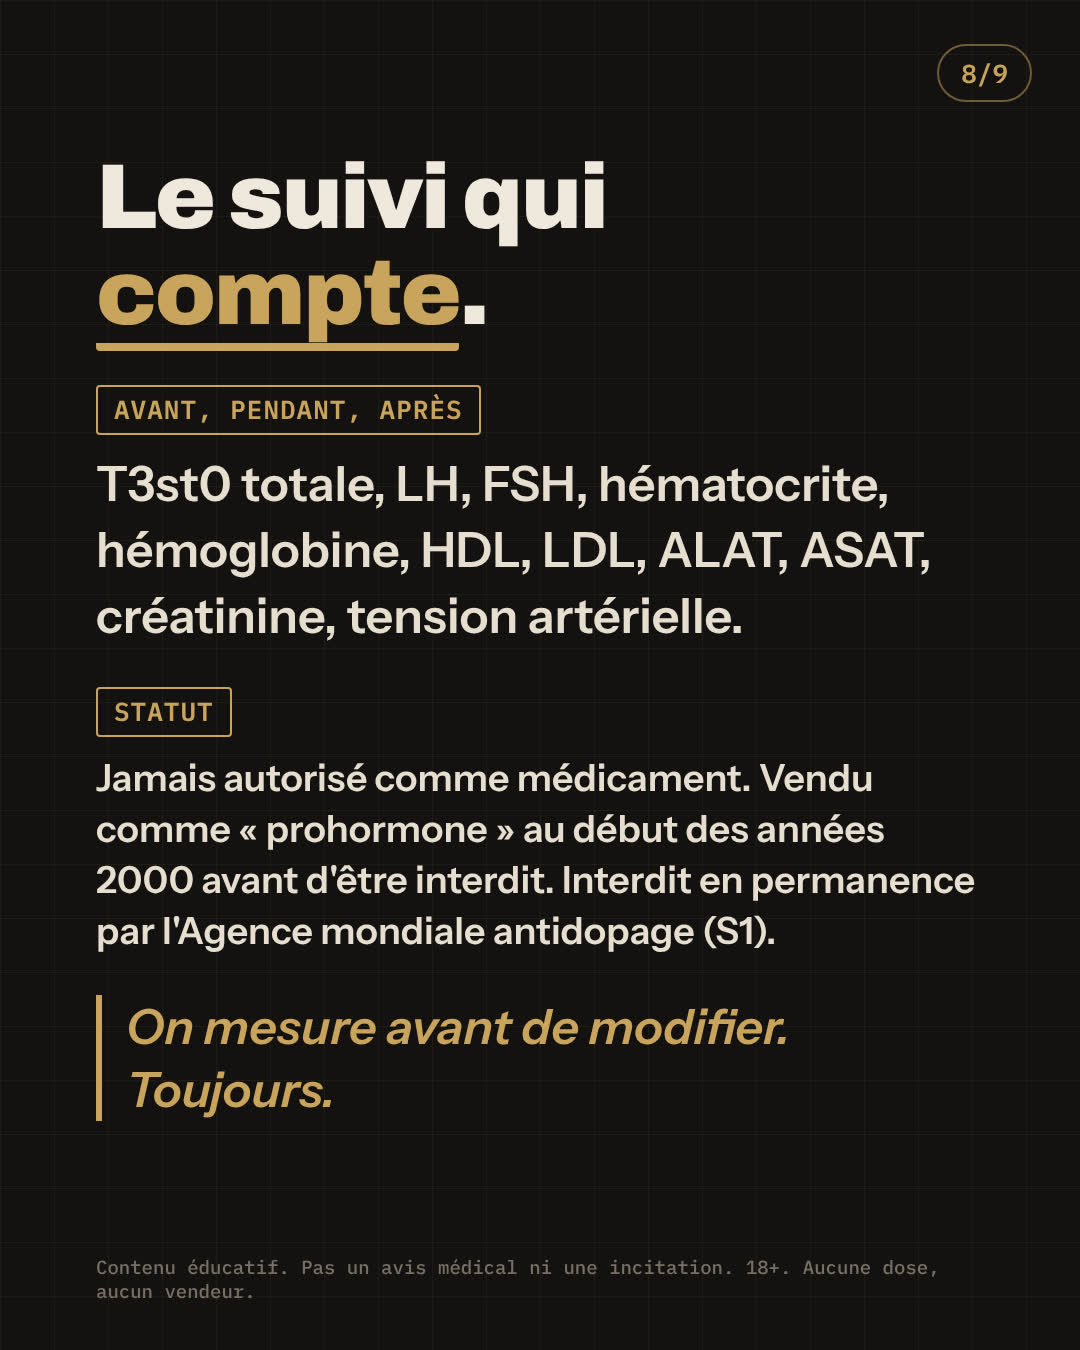 8/9
Le suivi qui
compte.
AVANT, PENDANT, APRÈS
T3st0 totale, LH, FSH, hématocrite,
hémoglobine, HDL, LDL, ALAT, ASAT,
créatinine, tension artérielle.
STATUT
Jamais autorisé comme médicament. Vendu
comme « prohormone » au début des années
2000 avant d'être interdit. Interdit en permanence
par l'Agence mondiale antidopage (S1).
On mesure avant de modifier.
Toujours.
Contenu éducatif. Pas un avis médical ni une incitation. 18+. Aucune dose,
aucun vendeur.